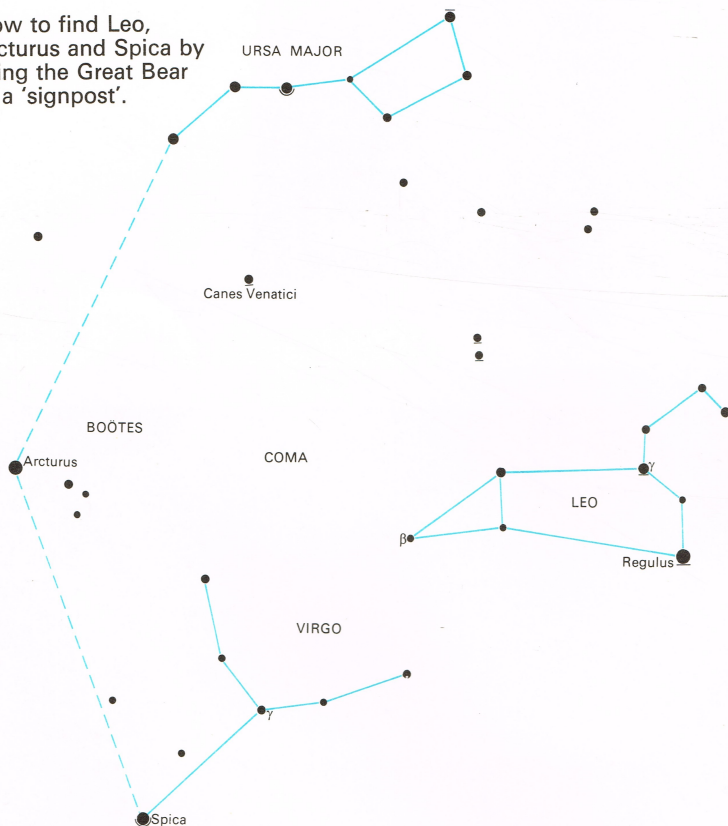 ow to find Leo,
cturus and Spica by
ing the Great Bear
a ‘signpost’.
URSA MAJOR
Canes Venatici
BOÖTES
Arcturus
COMA
γ
LEO
β
Regulus
VIRGO
γ
Spica